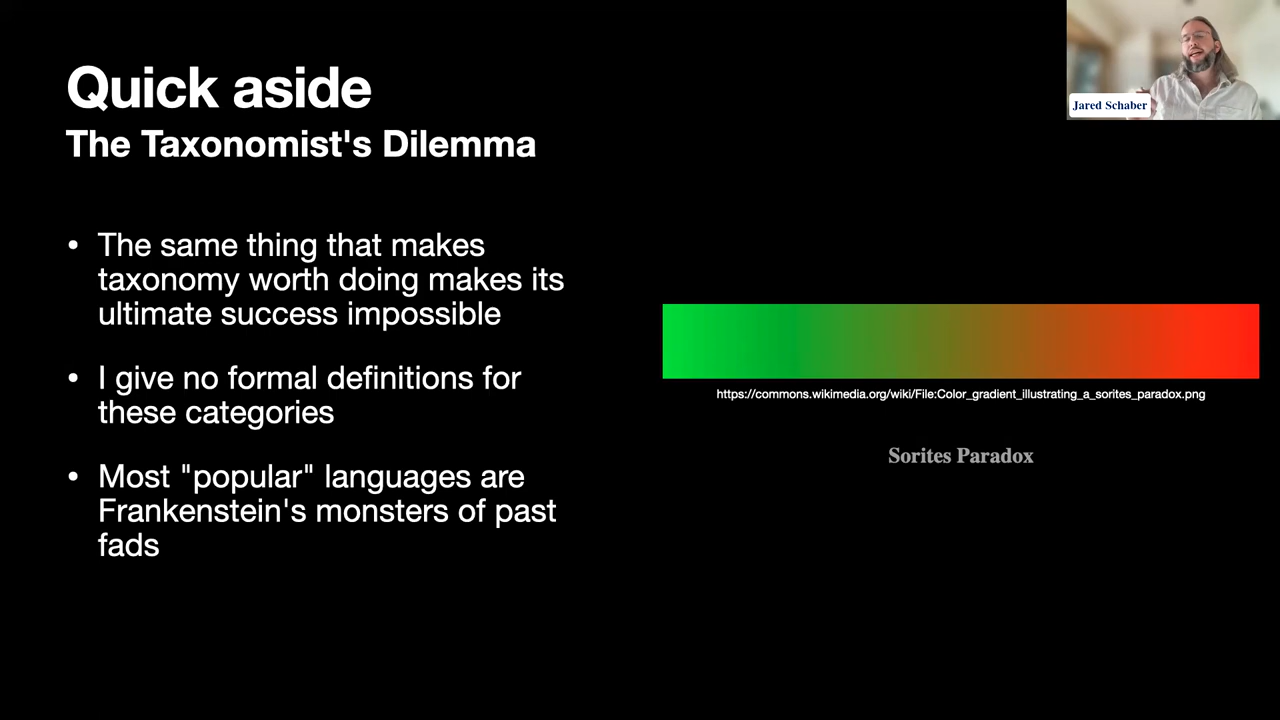 Quick aside
The Taxonomist's Dilemma
• The same thing that makes
taxonomy worth doing makes its
ultimate success impossible
• I give no formal definitions for
these categories
• Most "popular" languages are
Frankenstein's monsters of past
fads
https://commons.wikimedia.org/wiki/File:Color_gradient_illustrating_a_sorites_paradox.png
Sorites Paradox
Jared Schaber